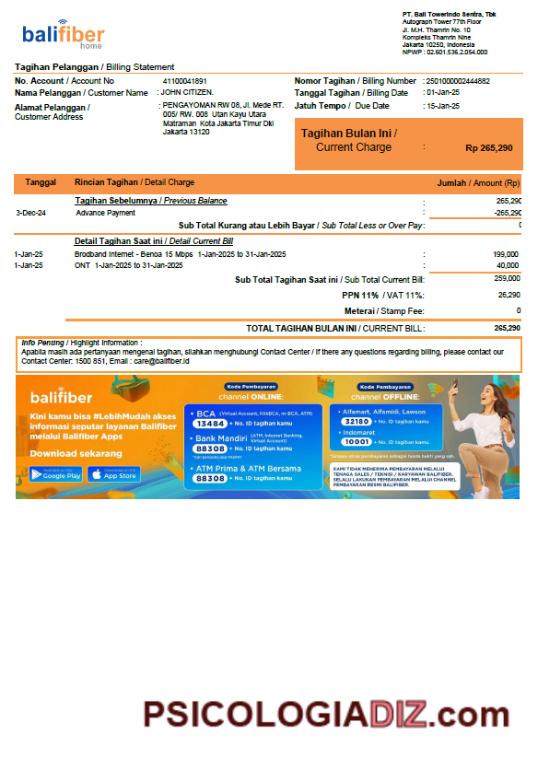 balifiber
home
PT. Bali Towerindo Sentra, Tbk
Autograph Tower 77th Floor
Jl. M.H. Thamrin No. 10
Kompleks Thamrin Nine
Jakarta 10250, Indonesia
NPWP : 02.601.536.2.054.000
Tagihan Pelanggan / Billing Statement
No. Account / Account No 41100041891
Nama Pelanggan / Customer Name : JOHN CITIZEN.
Alamat Pelanggan / Customer Address : PENGAYOMAN RW 08, Jl. Mede RT.
005/ RW. 008 Utan Kayu Utara
Matraman Kota Jakarta Timur Dki
Jakarta 13120
Nomor Tagihan / Billing Number : 2501000002444882
Tanggal Tagihan / Billing Date : 01-Jan-25
Jatuh Tempo / Due Date : 15-Jan-25
Tagihan Bulan Ini /
Current Charge : Rp 265,290
Tanggal Rincian Tagihan / Detail Charge Jumlah / Amount (Rp)
Tagihan Sebelumnya / Previous Balance : 265,290
3-Dec-24 Advance Payment : -265,290
Sub Total Kurang atau Lebih Bayar / Sub Total Less or Over Pay : 0
Detail Tagihan Saat ini / Detail Current Bill
1-Jan-25 Brodband Internet - Benoa 15 Mbps 1-Jan-2025 to 31-Jan-2025 : 199,000
1-Jan-25 ONT 1-Jan-2025 to 31-Jan-2025 : 40,000
Sub Total Tagihan Saat ini / Sub Total Current Bill: 259,000
PPN 11% / VAT 11%: 26,290
Meterai / Stamp Fee: 0
TOTAL TAGIHAN BULAN INI / CURRENT BILL : 265,290
Info Penting / Highlight Information :
Apabila masih ada pertanyaan mengenai tagihan, silahkan menghubungi Contact Center / If there any questions regarding billing, please contact our
Contact Center: 1500 851, Email : care@balifiber.id
balifiber
Kini kamu bisa #LebihMudah akses
informasi seputar layanan Balifiber
melalui Balifiber Apps
Download sekarang
Google Play
App Store
Kode Pembayaran
channel ONLINE:
• BCA (Virtual Account, KlikBCA, m-BCA, ATM)
13484 + No. ID tagihan kamu
• Bank Mandiri (ATM, Internet Banking, Virtual Account)
88308 + No. ID tagihan kamu
• ATM Prima & ATM Bersama
88308 + No. ID tagihan kamu
Kode Pembayaran
channel OFFLINE:
• Alfamart, Alfamidi, Lawson
32180 + No. ID tagihan kamu
• Indomaret
10001 + No. ID tagihan kamu
KAMI TIDAK MENERIMA PEMBAYARAN MELALUI
TENAGA SALES / TEKNISI / KARYAWAN BALIFIBER.
SELALU LAKUKAN PEMBAYARAN MELALUI CHANNEL
PEMBAYARAN RESMI BALIFIBER.
PSICOLOGIADIZ.com